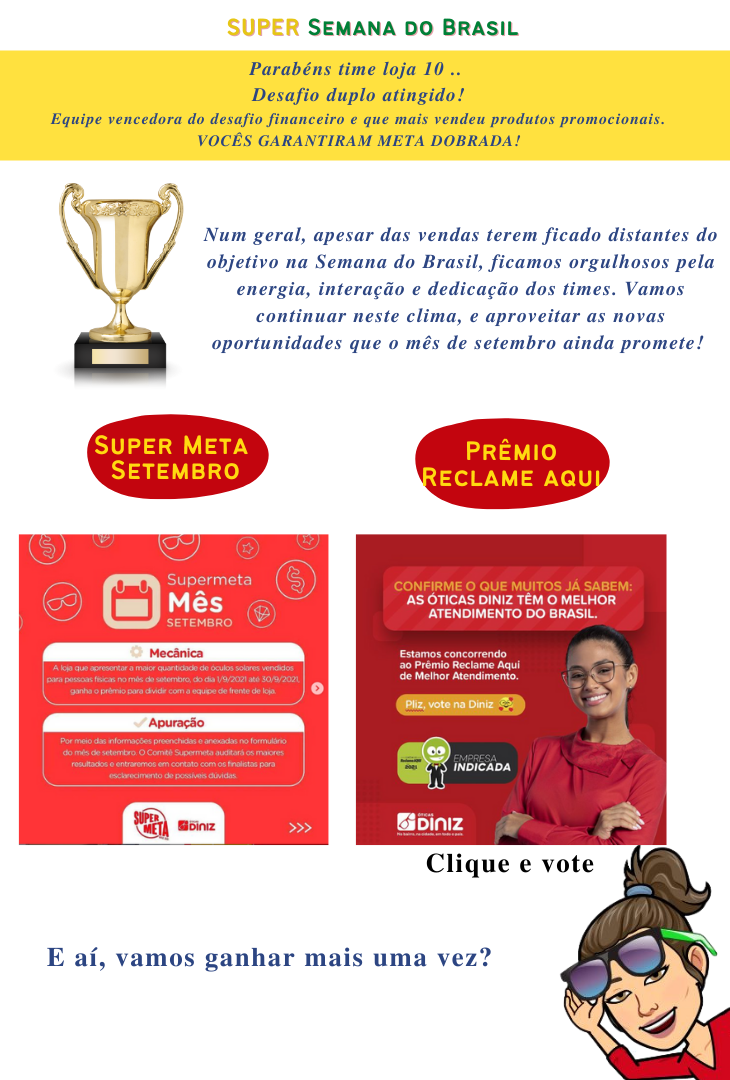 SUPER SEMANA DO BRASIL
Parabéns time loja 10 ..
Desafio duplo atingido!
Equipe vencedora do desafio financeiro e que mais vendeu produtos promocionais.
VOCÊS GARANTIRAM META DOBRADA!
Num geral, apesar das vendas terem ficado distantes do
objetivo na Semana do Brasil, ficamos orgulhosos pela
energia, interação e dedicação dos times. Vamos
continuar neste clima, e aproveitar as novas
oportunidades que o mês de setembro ainda promete!
SUPER META
SETEMBRO
Supermeta
Mês
SETEMBRO
Mecânica
A loja que apresentar a maior quantidade de óculos solares vendidos
para pessoas físicas no mês de setembro, do dia 1/9/2021 até 30/9/2021,
ganha o prêmio para dividir com a equipe de frente de loja.
Apuração
Por meio das informações preenchidas e anexadas no formulário
do mês de setembro. O Comitê Supermeta auditará os maiores
resultados e entraremos em contato com os finalistas para
esclarecimento de possíveis dúvidas.
SUPER
META
ÓTICAS
DINIZ
>>>
PRÊMIO
RECLAME AQUI
CONFIRME O QUE MUITOS JÁ SABEM:
AS ÓTICAS DINIZ TÊM O MELHOR
ATENDIMENTO DO BRASIL.
Estamos concorrendo
ao Prêmio Reclame Aqui
de Melhor Atendimento.
Pliz, vote na Diniz
EMPRESA
INDICADA
ÓTICAS
DINIZ
No bairro, na cidade, em todo o país.
Clique e vote
E aí, vamos ganhar mais uma vez?